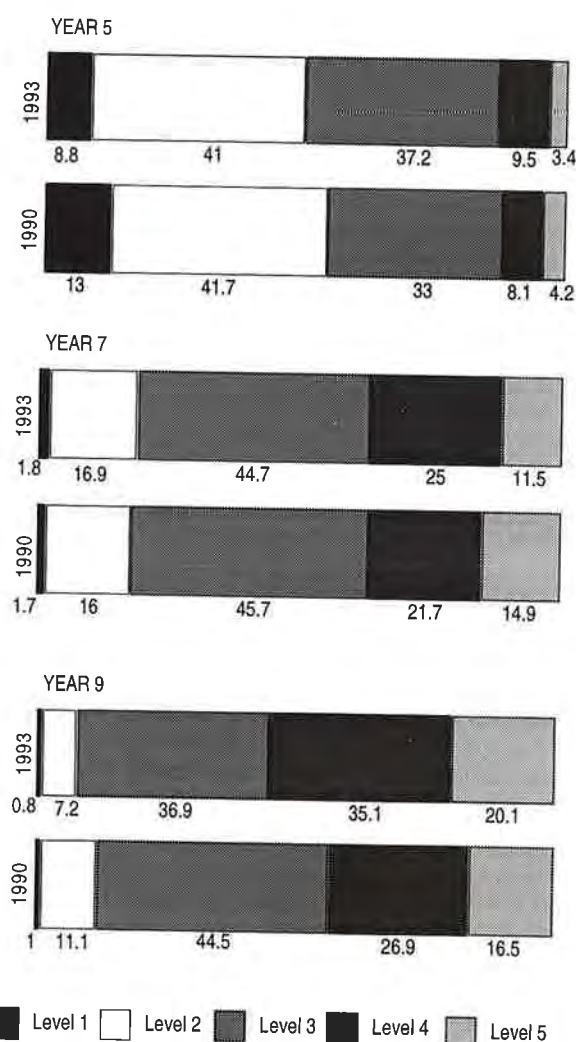 YEAR 5
1993
8.8 41 37.2 9.5 3.4
1990
13 41.7 33 8.1 4.2
YEAR 7
1993
1.8 16.9 44.7 25 11.5
1990
1.7 16 45.7 21.7 14.9
YEAR 9
1993
0.8 7.2 36.9 35.1 20.1
1990
1 11.1 44.5 26.9 16.5
Level 1 Level 2 Level 3 Level 4 Level 5